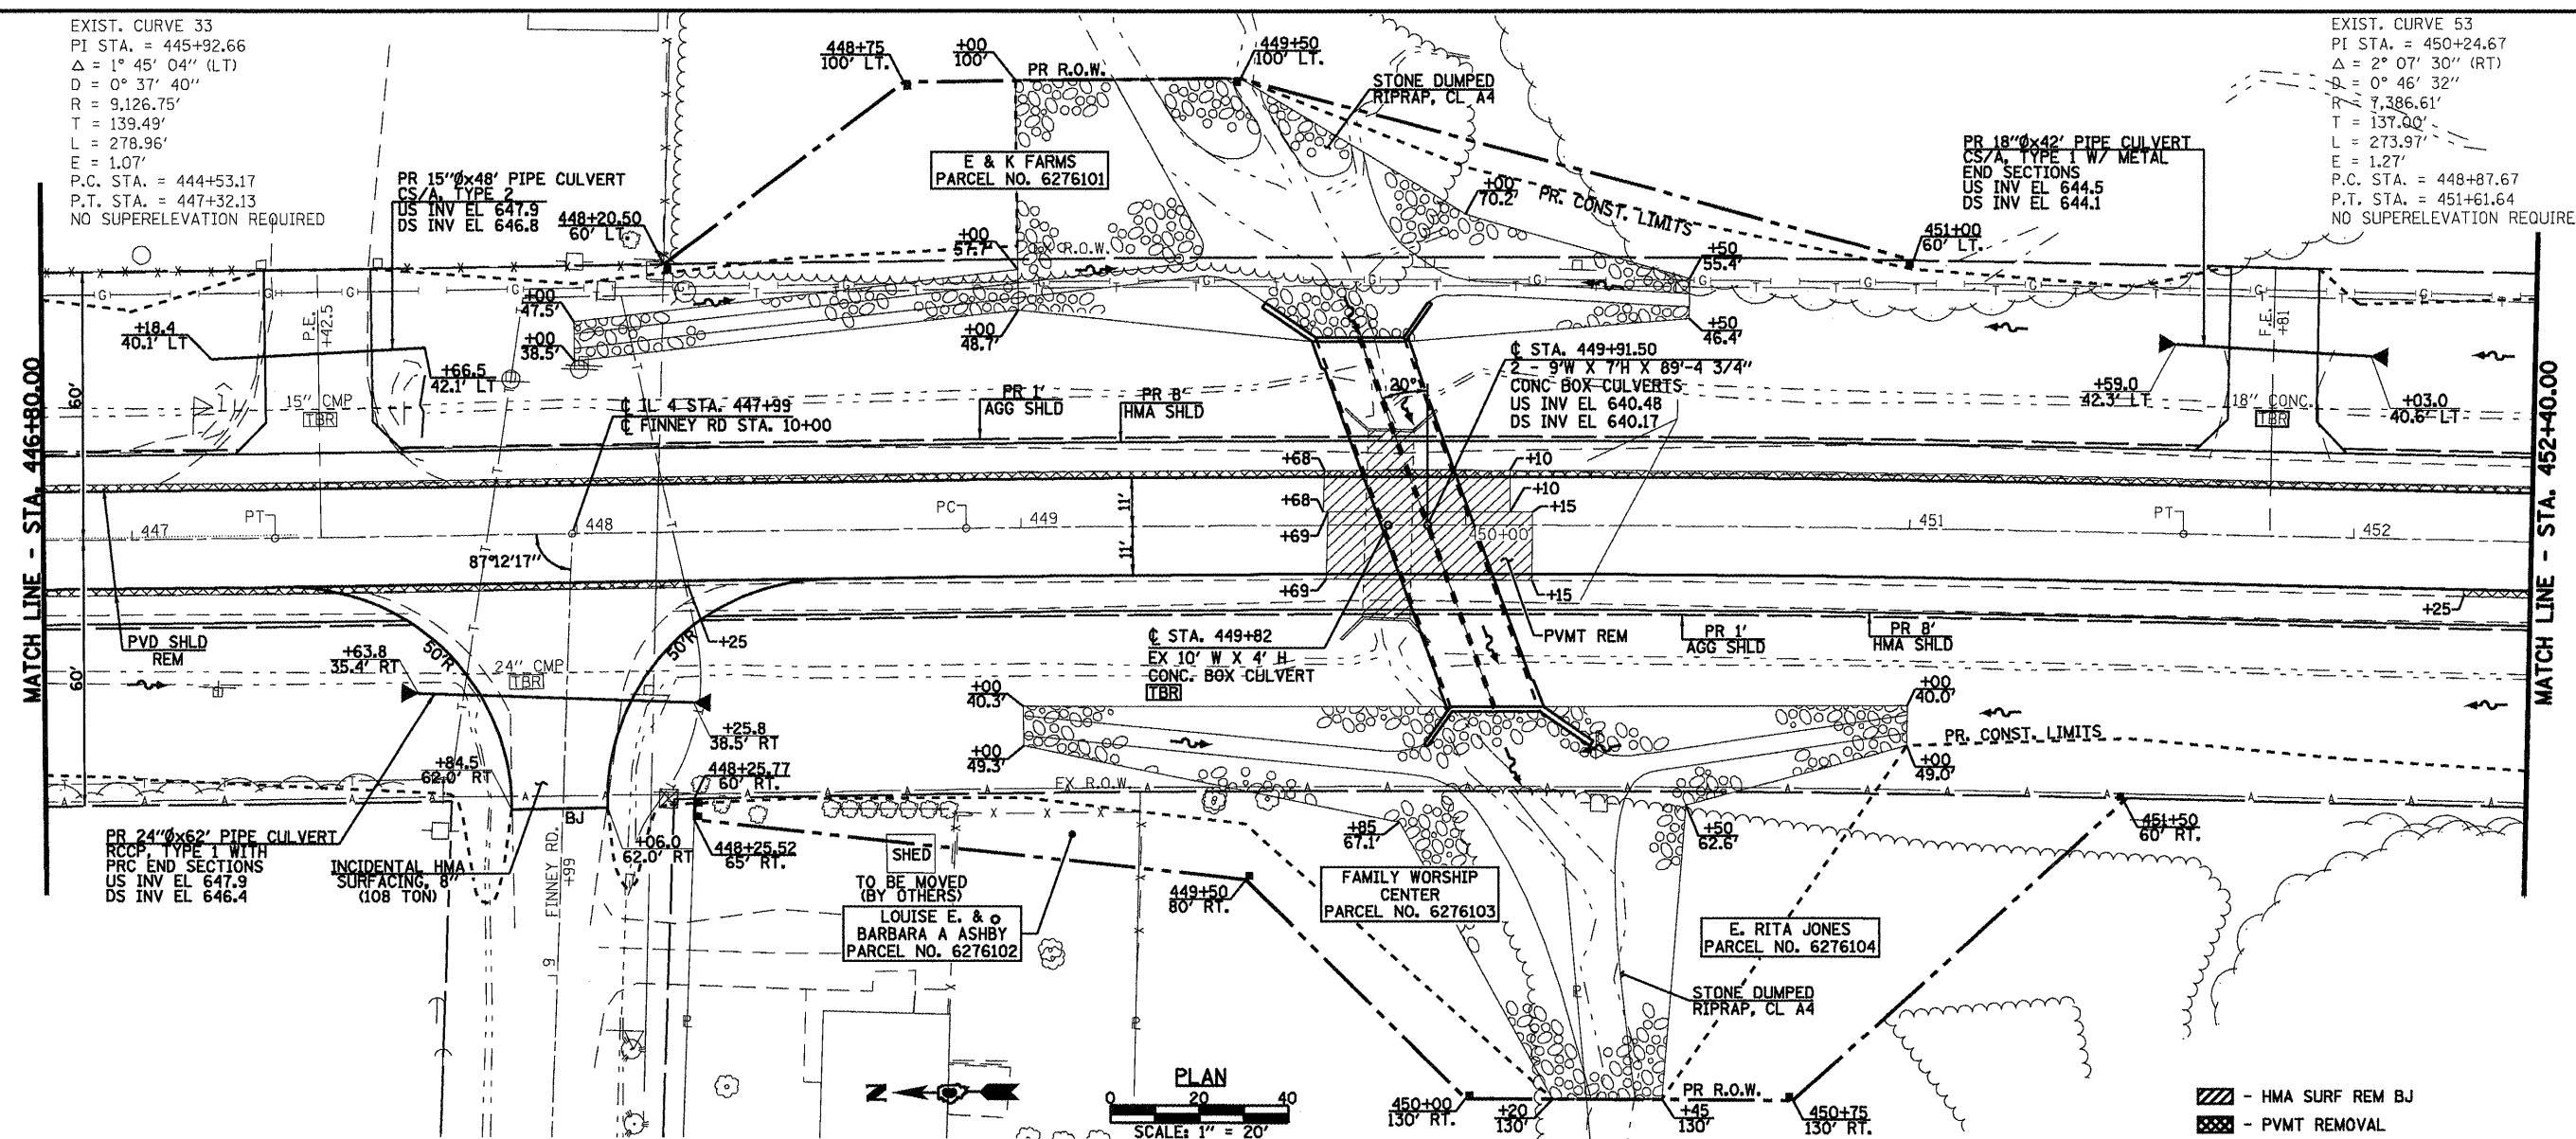 EXIST. CURVE 33
PI STA. = 445+92.66
Δ = 1° 45' 04" (LT)
D = 0° 37' 40"
R = 9,126.75'
T = 139.49'
L = 278.96'
E = 1.07'
P.C. STA. = 444+53.17
P.T. STA. = 447+32.13
NO SUPERELEVATION REQUIRED
EXIST. CURVE 53
PI STA. = 450+24.67
Δ = 2° 07' 30" (RT)
D = 0° 46' 32"
R = 7,386.61'
T = 137.00'
L = 273.97'
E = 1.27'
P.C. STA. = 448+87.67
P.T. STA. = 451+61.64
NO SUPERELEVATION REQUIRE
448+75
100' LT.
+00
100'
PR R.O.W.
449+50
100' LT.
STONE DUMPED
RIPRAP, CL A4
E & K FARMS
PARCEL NO. 6276101
PR 15"Øx48' PIPE CULVERT
CS/A, TYPE 2
US INV EL 647.9
DS INV EL 646.8
448+20.50
60' LT.
+00
57.7'
EX R.O.W.
+00
70.2'
PR. CONST. LIMITS
PR 18"Øx42' PIPE CULVERT
CS/A, TYPE 1 W/ METAL
END SECTIONS
US INV EL 644.5
DS INV EL 644.1
451+00
60' LT.
+50
55.4'
+50
46.4'
MATCH LINE - STA. 446+80.00
MATCH LINE - STA. 452+40.00
60'
60'
+18.4
40.1' LT
P.E.
+42.5
+66.5
42.1' LT
15" CMP
TBR
+00
47.5'
+00
38.5'
+00
48.7'
℄ IL 4 STA. 447+99
℄ FINNEY RD STA. 10+00
PR 1'
AGG SHLD
PR 8'
HMA SHLD
20°
℄ STA. 449+91.50
2 - 9'W X 7'H X 89'-4 3/4"
CONC BOX CULVERTS
US INV EL 640.48
DS INV EL 640.17
F.E.
+81
+59.0
42.3' LT
18" CONC.
TBR
+03.0
40.6' LT
+68
+10
+68
+10
+15
+69
+69
+15
447
PT
448
PC
449
450+00
451
PT
452
11'
11'
87°12'17"
PVD SHLD
REM
+63.8
35.4' RT
50'R
24" CMP
TBR
50'R
+25
+25.8
38.5' RT
℄ STA. 449+82
EX 10' W X 4' H
CONC. BOX CULVERT
TBR
PVMT REM
PR 1'
AGG SHLD
PR 8'
HMA SHLD
+25
+00
40.3'
+00
49.3'
+00
40.0'
+00
49.0'
PR. CONST. LIMITS
+84.5
62.0' RT
448+25.77
60' RT.
EX R.O.W.
PR 24"Øx62' PIPE CULVERT
RCCP, TYPE 1 WITH
PRC END SECTIONS
US INV EL 647.9
DS INV EL 646.4
INCIDENTAL HMA
SURFACING, 8"
(108 TON)
BJ
FINNEY RD.
+99
9
+06.0
62.0' RT
448+25.52
65' RT.
SHED
TO BE MOVED
(BY OTHERS)
LOUISE E. &
BARBARA A ASHBY
PARCEL NO. 6276102
449+50
80' RT.
+85
67.1'
FAMILY WORSHIP
CENTER
PARCEL NO. 6276103
+50
62.6'
451+50
60' RT.
E. RITA JONES
PARCEL NO. 6276104
STONE DUMPED
RIPRAP, CL A4
N
PLAN
0 20 40
SCALE: 1" = 20'
450+00
130' RT.
+20
130'
+45
130'
PR R.O.W.
450+75
130' RT.
- HMA SURF REM BJ
- PVMT REMOVAL